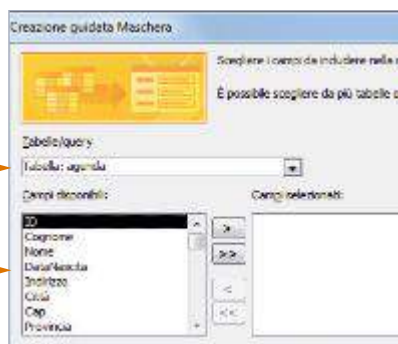 Creazione guidata Maschera
Scegliere i campi da includere nella
È possibile scegliere da più tabelle
Tabelle/query
Tabella: agenda
Campi disponibili:
Campi selezionati:
ID
Cognome
Nome
DataNascita
Indirizzo
Città
Cap
Provincia
>
>>
<
<<